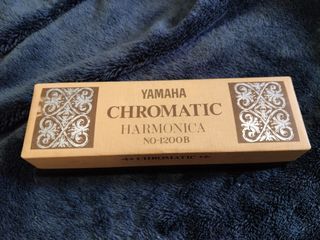 YAMAHA
CHROMATIC
HARMONICA
NO-1200B
CHROMATIC